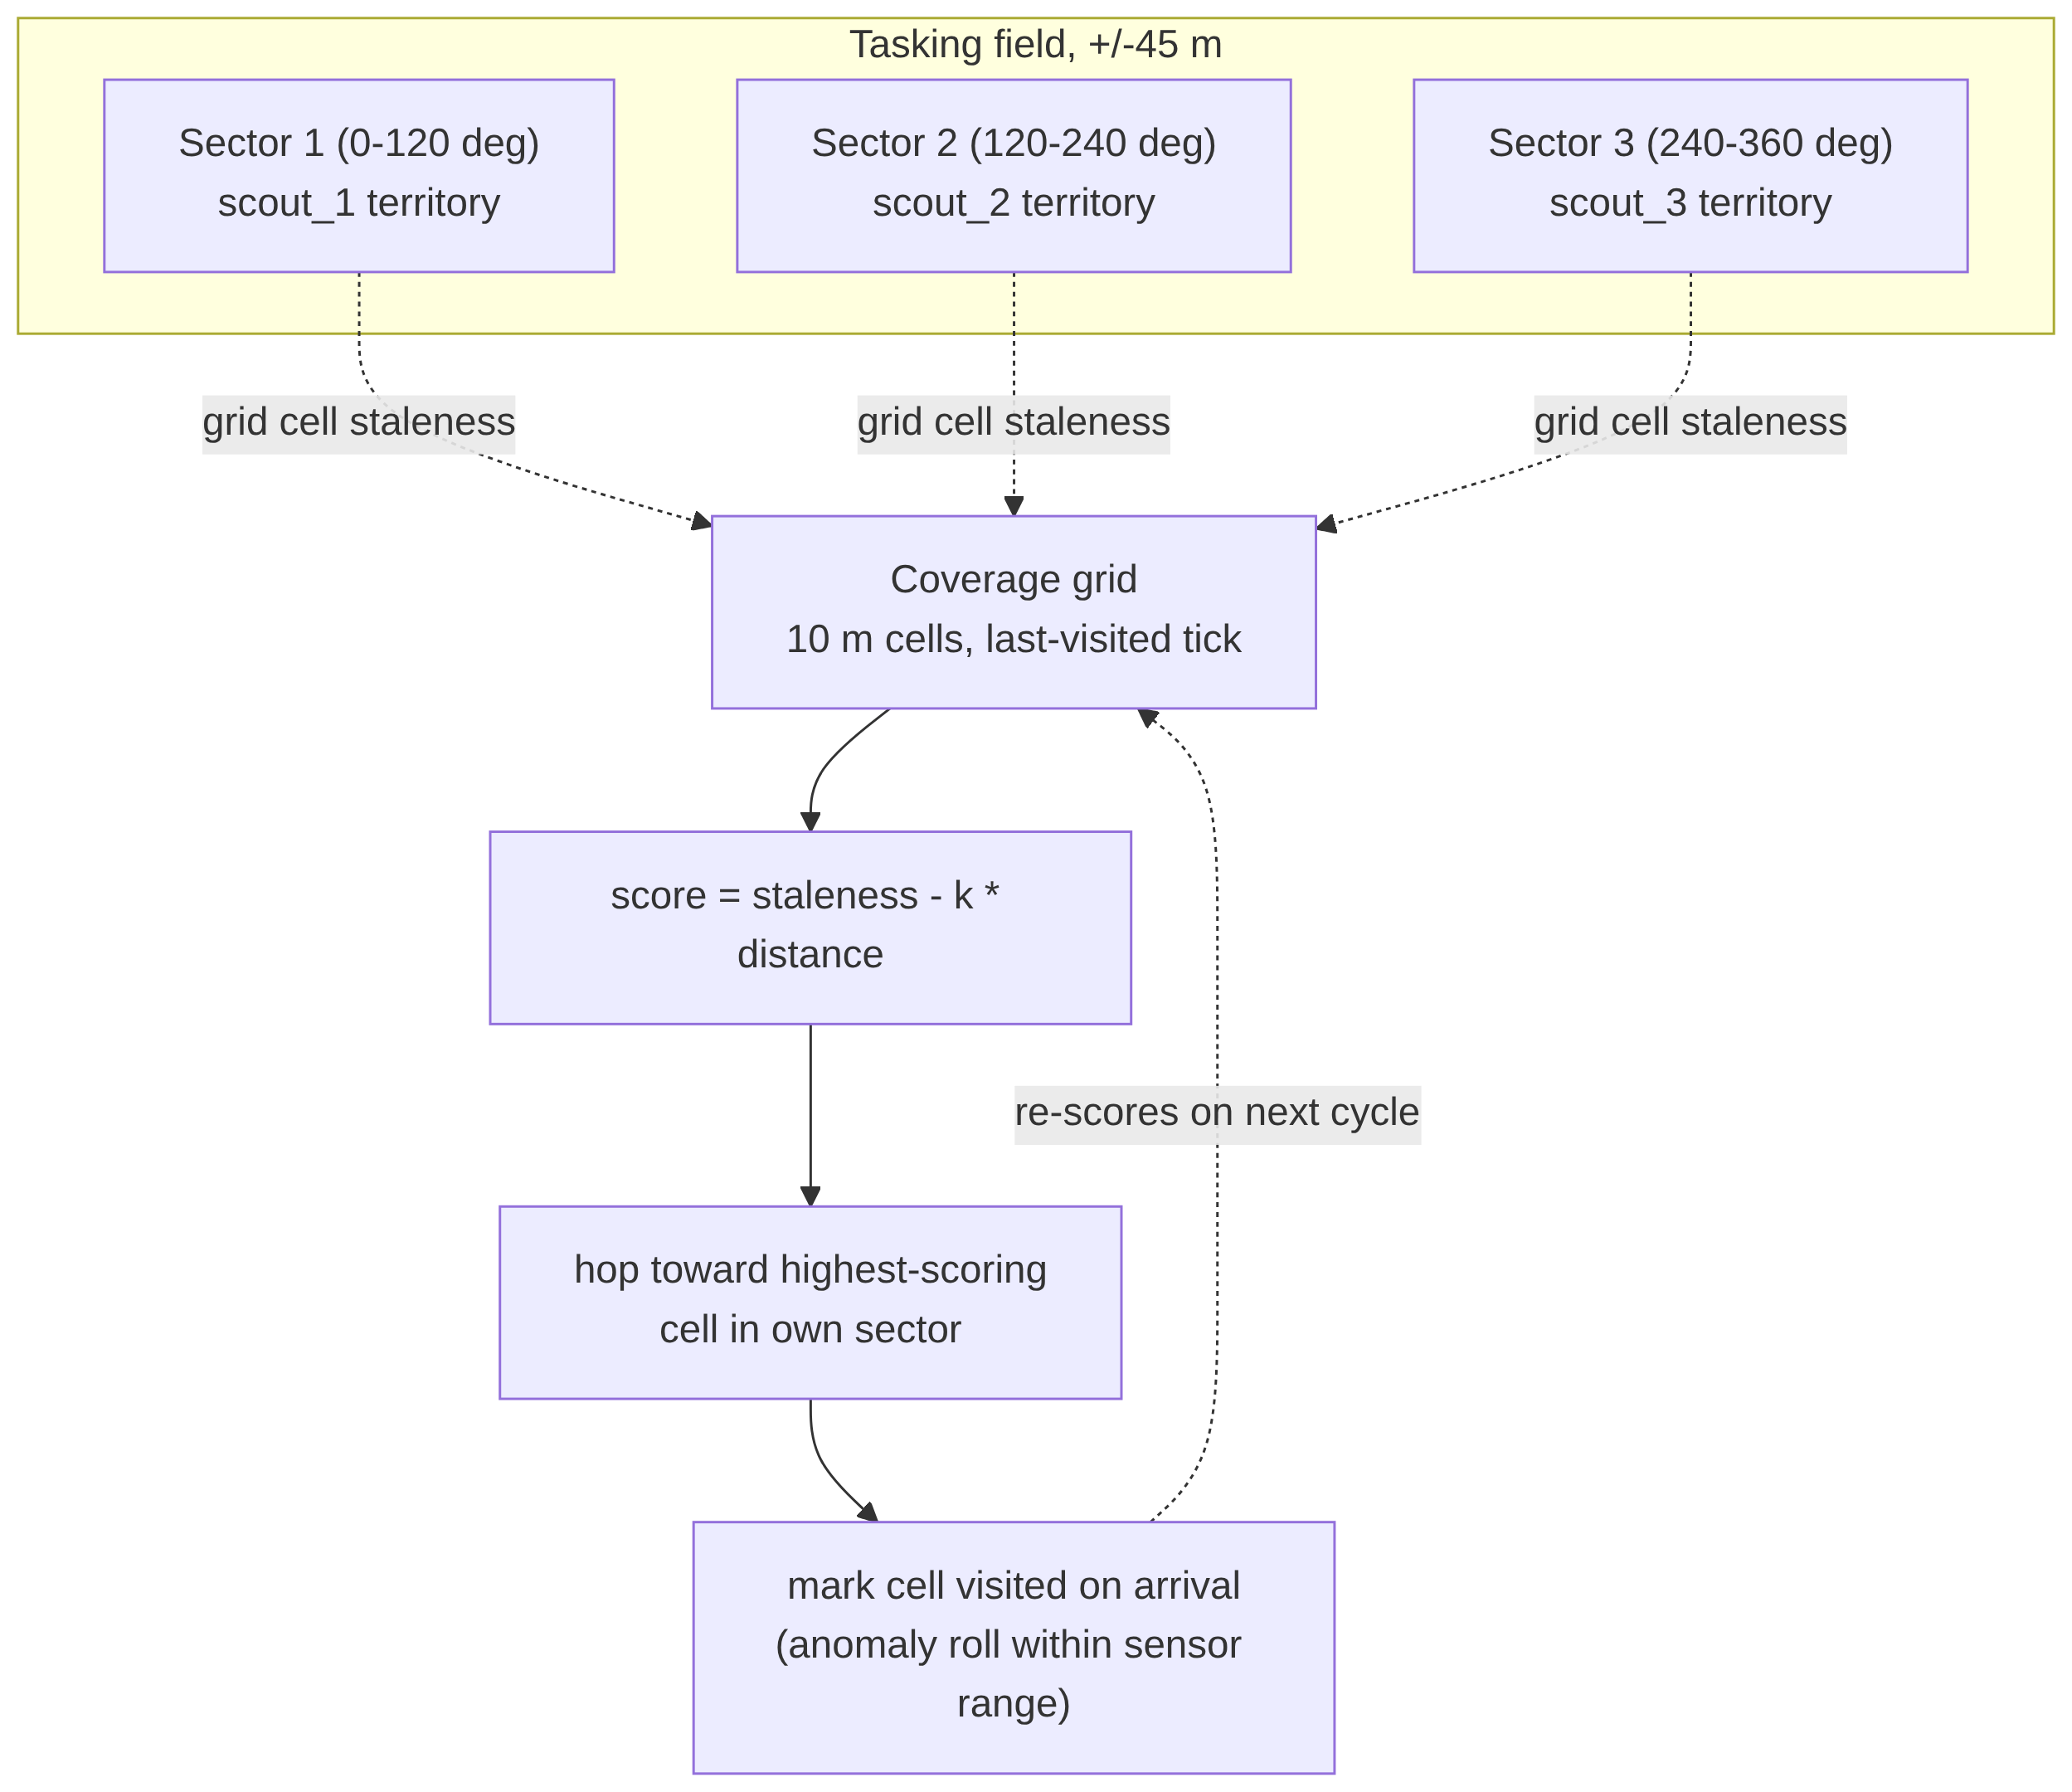 Tasking field, +/-45 m
Sector 1 (0-120 deg)
scout_1 territory
Sector 2 (120-240 deg)
scout_2 territory
Sector 3 (240-360 deg)
scout_3 territory
grid cell staleness
grid cell staleness
grid cell staleness
Coverage grid
10 m cells, last-visited tick
score = staleness - k *
distance
re-scores on next cycle
hop toward highest-scoring
cell in own sector
mark cell visited on arrival
(anomaly roll within sensor
range)